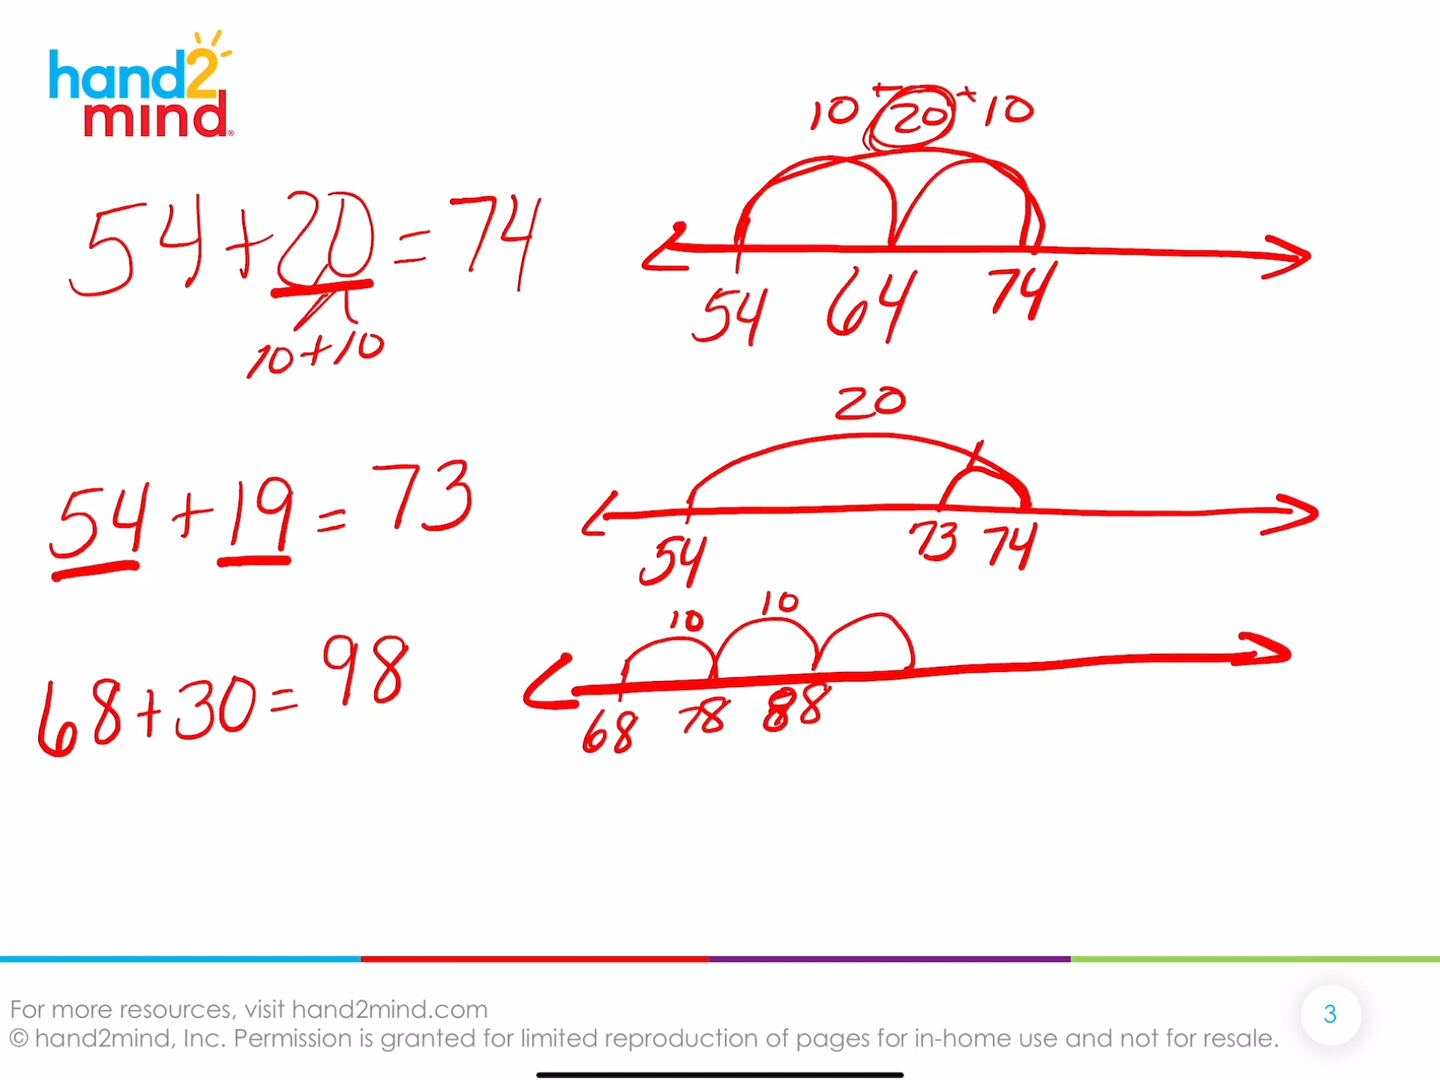 hand2
mind®
10 + 20 + 10
54 + 20 = 74
10 + 10
54 64 74
20
54 + 19 = 73
54 73 74
10 10
68 + 30 = 98
68 78 88
For more resources, visit hand2mind.com
© hand2mind, Inc. Permission is granted for limited reproduction of pages for in-home use and not for resale.
3